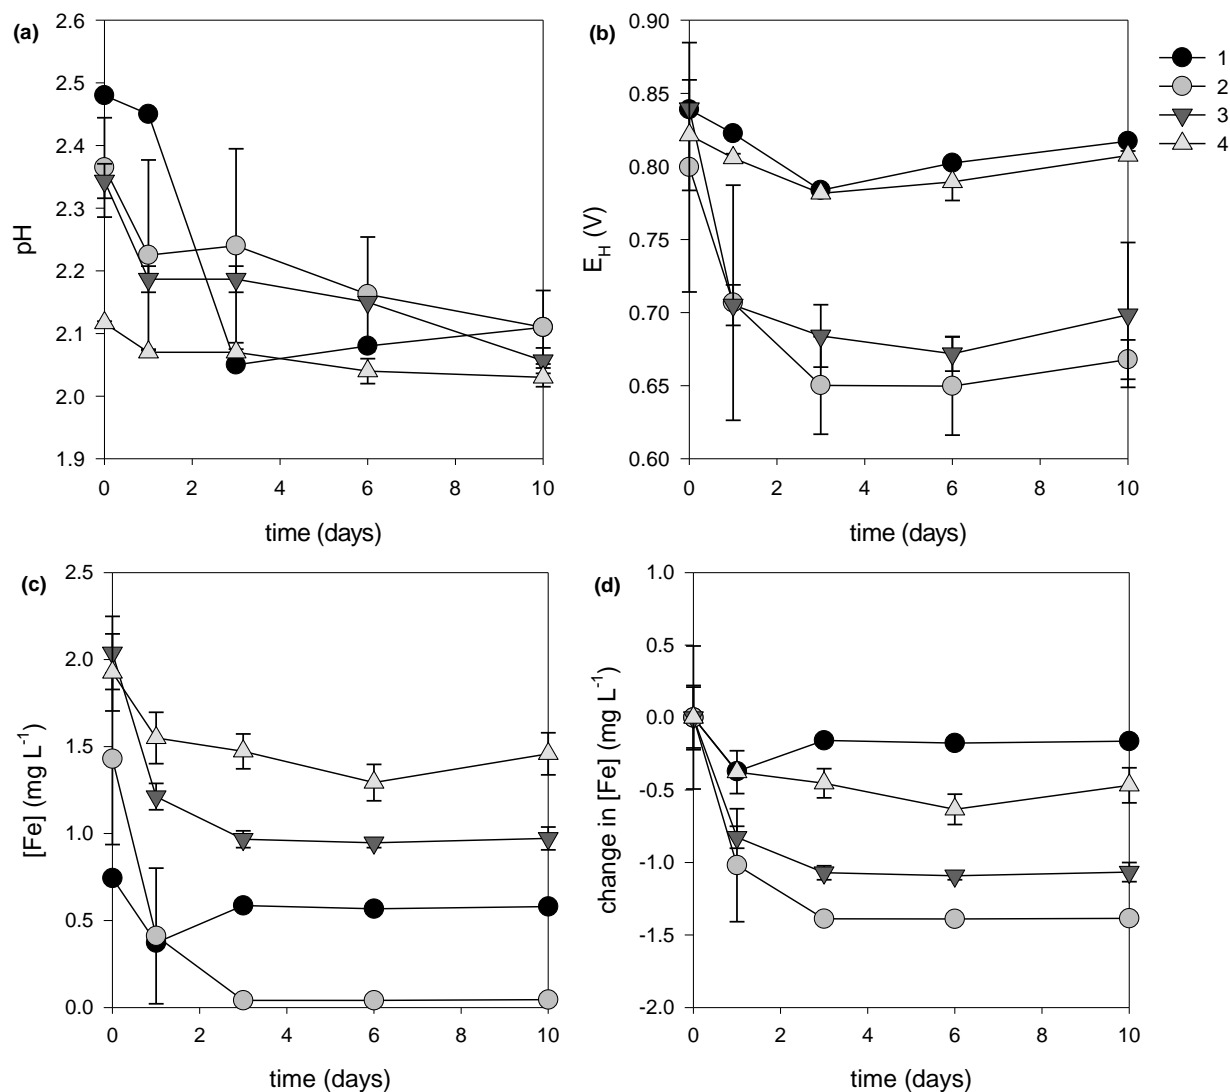 (a)
2.6
2.5
2.4
2.3
2.2
2.1
2.0
1.9
pH
0 2 4 6 8 10
time (days)
(b)
0.90
0.85
0.80
0.75
0.70
0.65
0.60
E_H (V)
0 2 4 6 8 10
time (days)
1
2
3
4
(c)
2.5
2.0
1.5
1.0
0.5
0.0
[Fe] (mg L⁻¹)
0 2 4 6 8 10
time (days)
(d)
1.0
0.5
0.0
-0.5
-1.0
-1.5
-2.0
change in [Fe] (mg L⁻¹)
0 2 4 6 8 10
time (days)